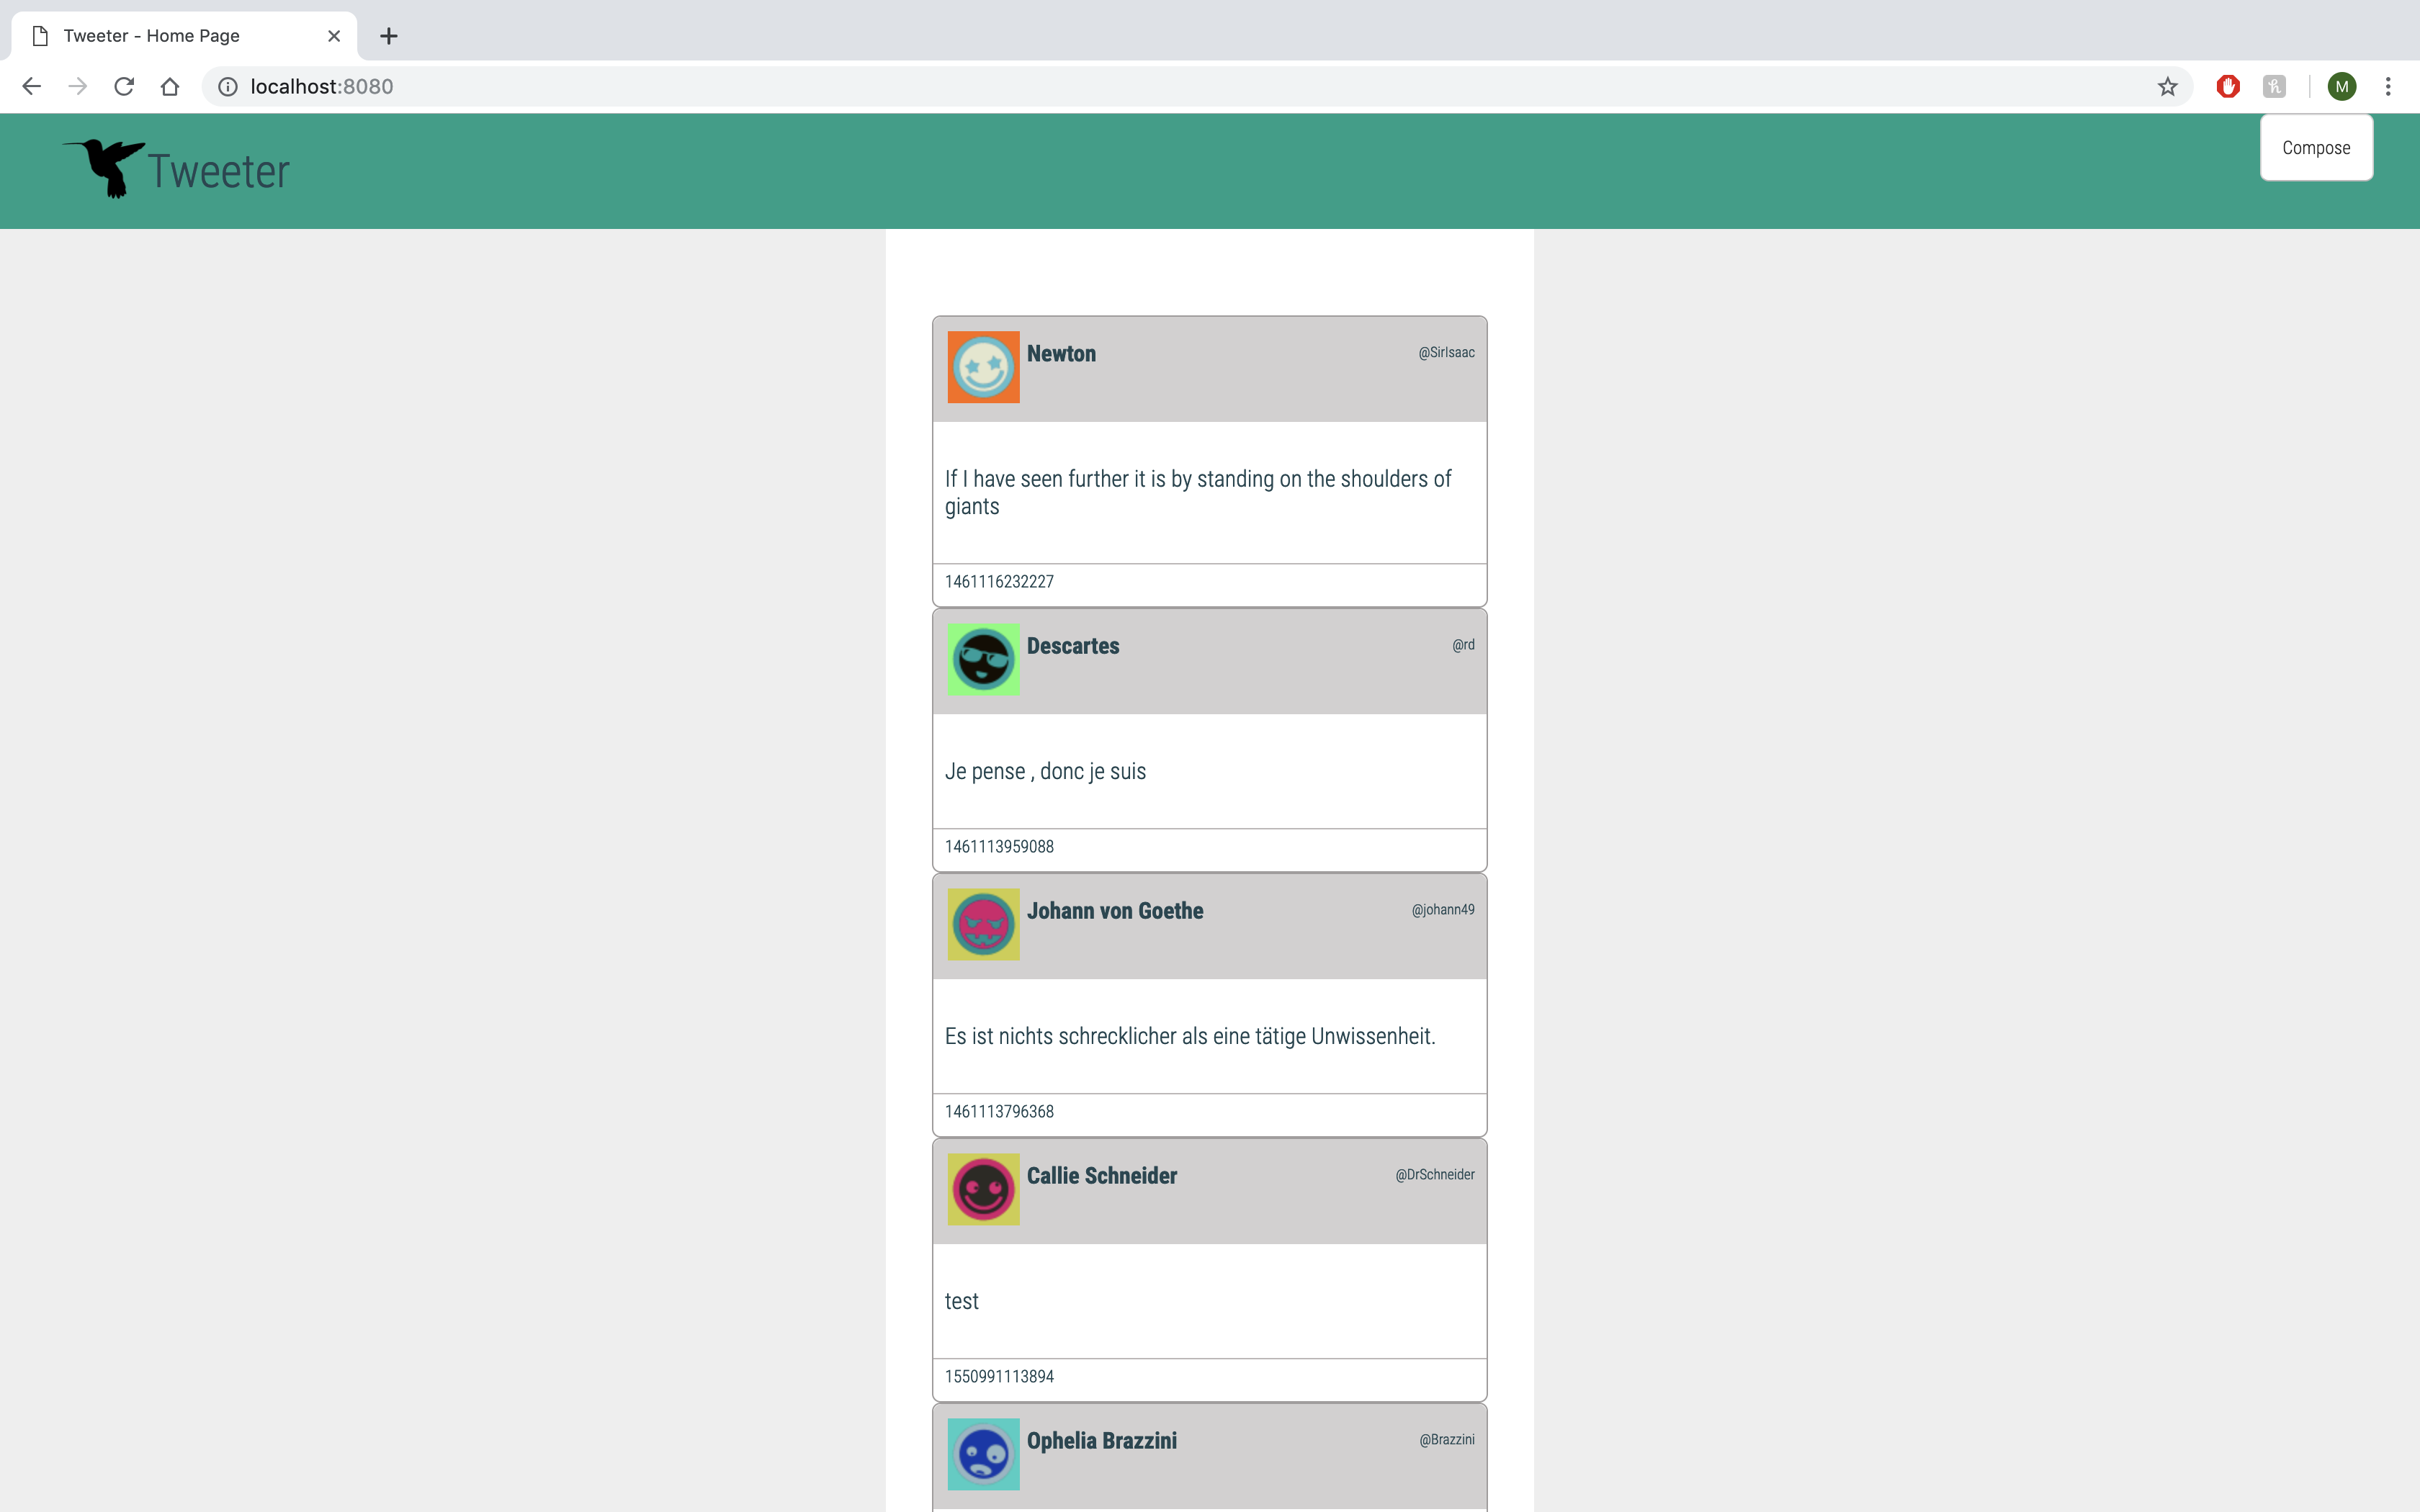 Tweeter - Home Page
localhost:8080
M
Tweeter
Compose
Newton @SirIsaac
If I have seen further it is by standing on the shoulders of
giants
1461116232227
Descartes @rd
Je pense , donc je suis
1461113959088
Johann von Goethe @johann49
Es ist nichts schrecklicher als eine tätige Unwissenheit.
1461113796368
Callie Schneider @DrSchneider
test
1550991113894
Ophelia Brazzini @Brazzini